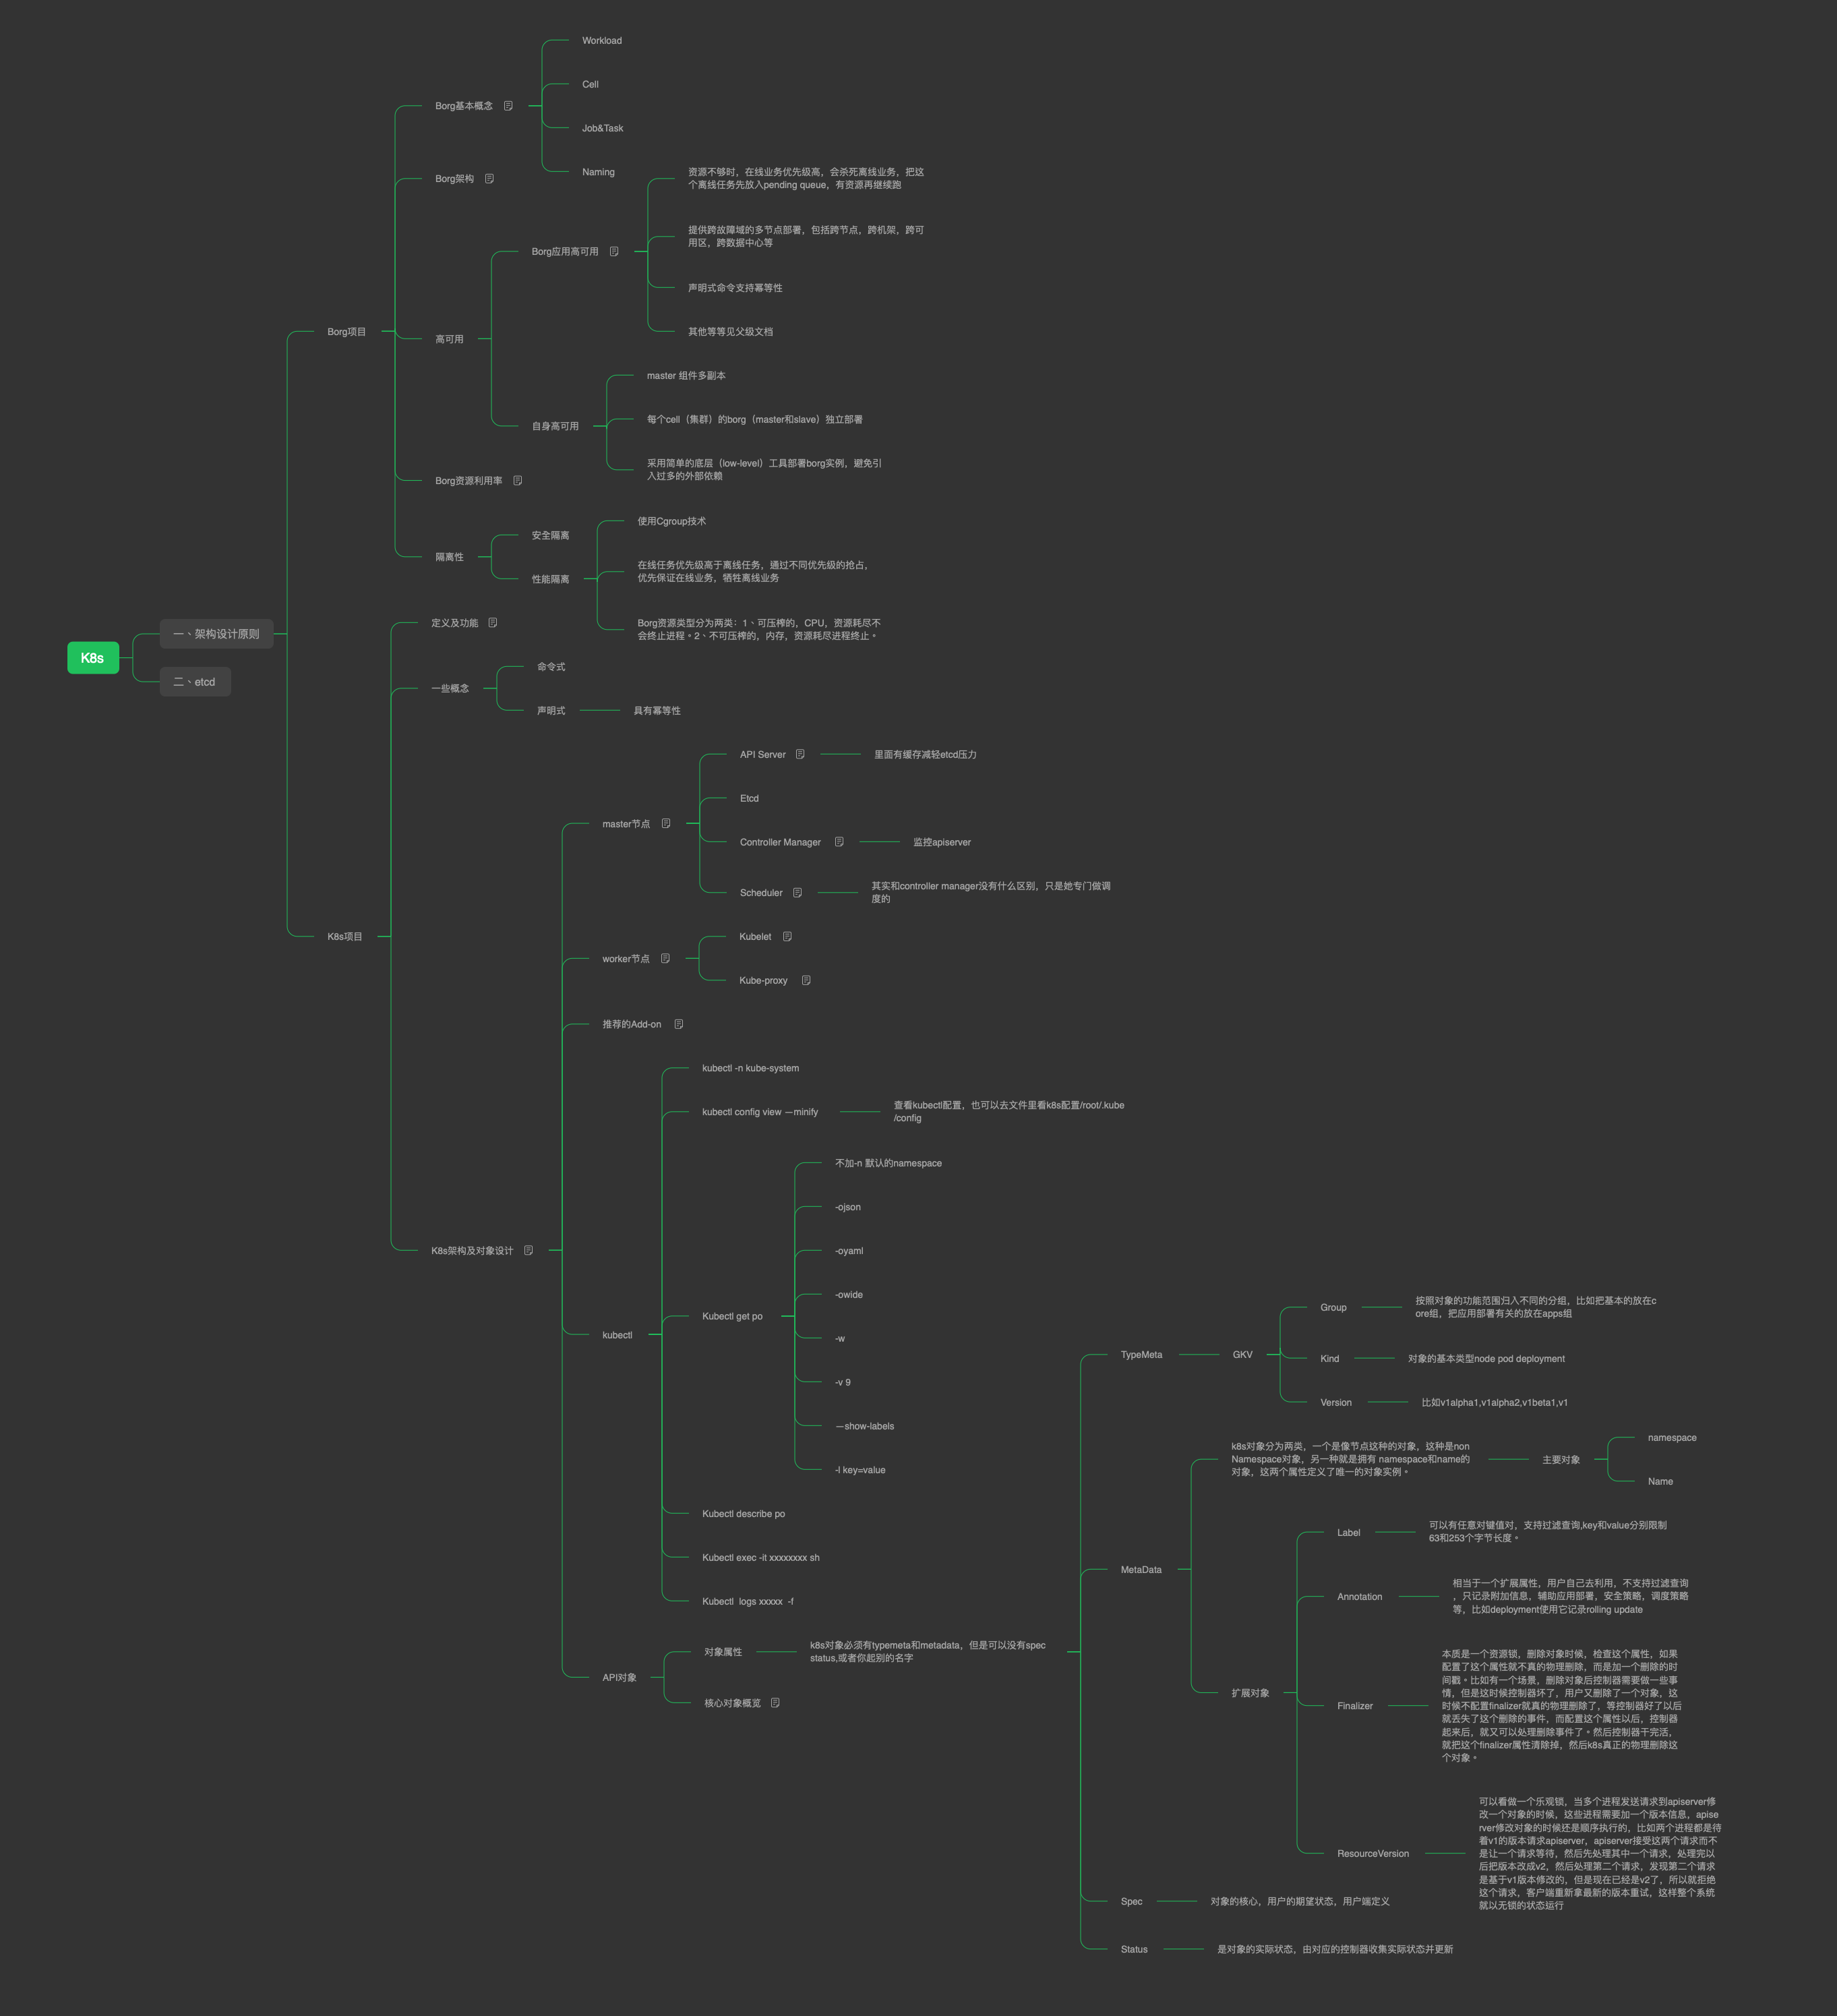 K8s
一、架构设计原则
Borg项目
Borg基本概念
Workload
Cell
Job&Task
Naming
Borg架构
高可用
Borg应用高可用
资源不够时，在线业务优先级高，会杀死离线业务，把这
个离线任务先放入pending queue，有资源再继续跑
提供跨故障域的多节点部署，包括跨节点，跨机架，跨可
用区，跨数据中心等
声明式命令支持幂等性
其他等等见父级文档
自身高可用
master 组件多副本
每个cell（集群）的borg（master和slave）独立部署
采用简单的底层（low-level）工具部署borg实例，避免引
入过多的外部依赖
Borg资源利用率
隔离性
安全隔离
性能隔离
使用Cgroup技术
在线任务优先级高于离线任务，通过不同优先级的抢占，
优先保证在线业务，牺牲离线业务
Borg资源类型分为两类：1、可压榨的，CPU，资源耗尽不
会终止进程。2、不可压榨的，内存，资源耗尽进程终止。
K8s项目
定义及功能
一些概念
命令式
声明式
具有幂等性
K8s架构及对象设计
master节点
API Server
里面有缓存减轻etcd压力
Etcd
Controller Manager
监控apiserver
Scheduler
其实和controller manager没有什么区别，只是她专门做调
度的
worker节点
Kubelet
Kube-proxy
推荐的Add-on
kubectl
kubectl -n kube-system
kubectl config view —minify
查看kubectl配置，也可以去文件里看k8s配置/root/.kube
/config
Kubectl get po
不加-n 默认的namespace
-ojson
-oyaml
-owide
-w
-v 9
—show-labels
-l key=value
Kubectl describe po
Kubectl exec -it xxxxxxxx sh
Kubectl  logs xxxxx  -f
API对象
对象属性
k8s对象必须有typemeta和metadata，但是可以没有spec
status,或者你起别的名字
TypeMeta
GKV
Group
按照对象的功能范围归入不同的分组，比如把基本的放在c
ore组，把应用部署有关的放在apps组
Kind
对象的基本类型node pod deployment
Version
比如v1alpha1,v1alpha2,v1beta1,v1
MetaData
k8s对象分为两类，一个是像节点这种的对象，这种是non
Namespace对象，另一种就是拥有 namespace和name的
对象，这两个属性定义了唯一的对象实例。
主要对象
namespace
Name
扩展对象
Label
可以有任意对键值对，支持过滤查询,key和value分别限制
63和253个字节长度。
Annotation
相当于一个扩展属性，用户自己去利用，不支持过滤查询
，只记录附加信息，辅助应用部署，安全策略，调度策略
等，比如deployment使用它记录rolling update
Finalizer
本质是一个资源锁，删除对象时候，检查这个属性，如果
配置了这个属性就不真的物理删除，而是加一个删除的时
间戳。比如有一个场景，删除对象后控制器需要做一些事
情，但是这时候控制器坏了，用户又删除了一个对象，这
时候不配置finalizer就真的物理删除了，等控制器好了以后
就丢失了这个删除的事件，而配置这个属性以后，控制器
起来后，就又可以处理删除事件了。然后控制器干完活，
就把这个finalizer属性清除掉，然后k8s真正的物理删除这
个对象。
ResourceVersion
可以看做一个乐观锁，当多个进程发送请求到apiserver修
改一个对象的时候，这些进程需要加一个版本信息，apise
rver修改对象的时候还是顺序执行的，比如两个进程都是待
着v1的版本请求apiserver，apiserver接受这两个请求而不
是让一个请求等待，然后先处理其中一个请求，处理完以
后把版本改成v2，然后处理第二个请求，发现第二个请求
是基于v1版本修改的，但是现在已经是v2了，所以就拒绝
这个请求，客户端重新拿最新的版本重试，这样整个系统
就以无锁的状态运行
Spec
对象的核心，用户的期望状态，用户端定义
Status
是对象的实际状态，由对应的控制器收集实际状态并更新
核心对象概览
二、etcd